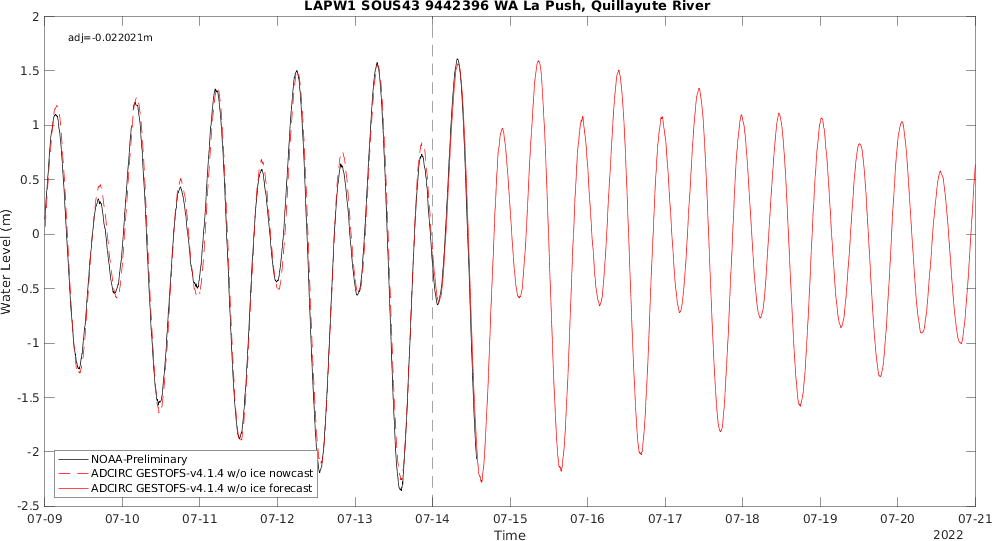 LAPW1 SOUS43 9442396 WA La Push, Quillayute River
adj=-0.022021m
2
1.5
1
0.5
0
-0.5
-1
-1.5
-2
-2.5
Water Level (m)
NOAA-Preliminary
ADCIRC GESTOFS-v4.1.4 w/o ice nowcast
ADCIRC GESTOFS-v4.1.4 w/o ice forecast
07-09 07-10 07-11 07-12 07-13 07-14 07-15 07-16 07-17 07-18 07-19 07-20 07-21
Time
2022